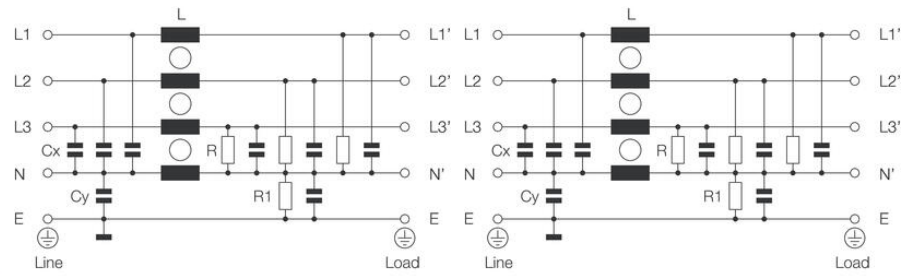 L L
L1 L1' L1 L1'
L2 L2' L2 L2'
L3 L3' L3 L3'
Cx R Cx R
N N' N N'
Cy R1 Cy R1
E E E E
Line Load Line Load